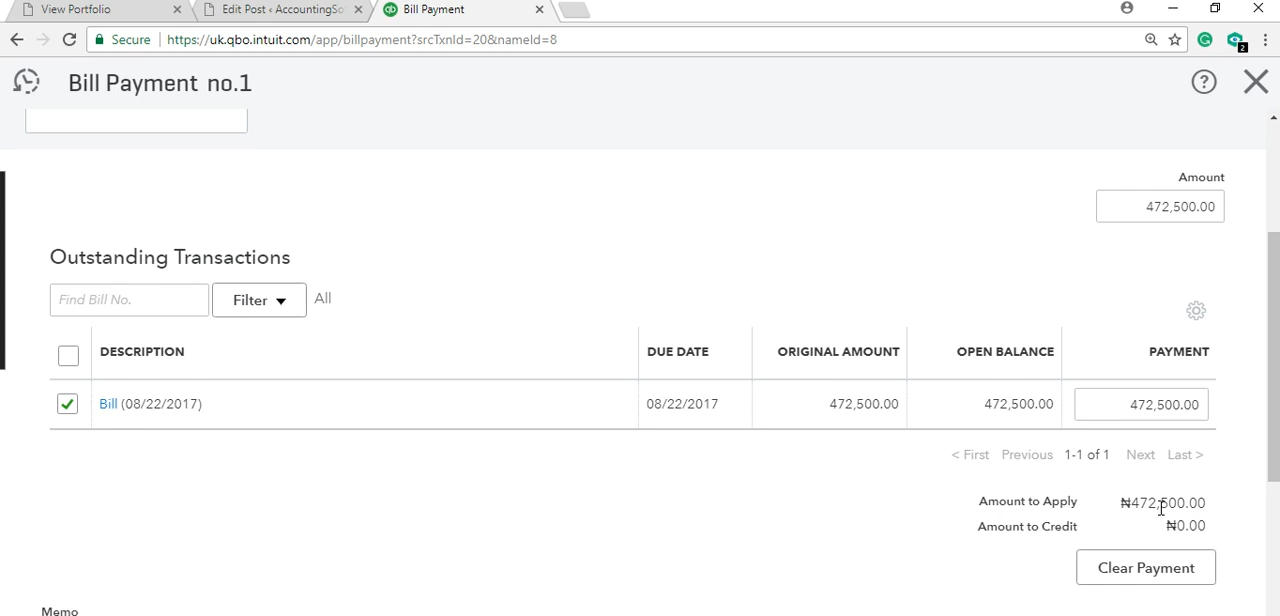 View Portfolio
Edit Post ‹ AccountingSo
Bill Payment
Secure
https://uk.qbo.intuit.com/app/billpayment?srcTxnId=20&nameId=8
2
Bill Payment no.1
Amount
472,500.00
Outstanding Transactions
Find Bill No.
Filter
All
DESCRIPTION DUE DATE ORIGINAL AMOUNT OPEN BALANCE PAYMENT
Bill (08/22/2017) 08/22/2017 472,500.00 472,500.00 472,500.00
< First Previous 1-1 of 1 Next Last >
Amount to Apply ₦472,500.00
Amount to Credit ₦0.00
Clear Payment
Memo